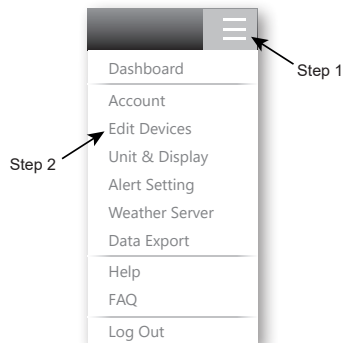 Step 1
Dashboard
Account
Edit Devices
Step 2
Unit & Display
Alert Setting
Weather Server
Data Export
Help
FAQ
Log Out